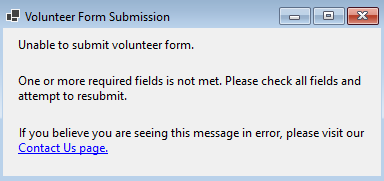 Volunteer Form Submission
Unable to submit volunteer form.
One or more required fields is not met. Please check all fields and
attempt to resubmit.
If you believe you are seeing this message in error, please visit our
Contact Us page.